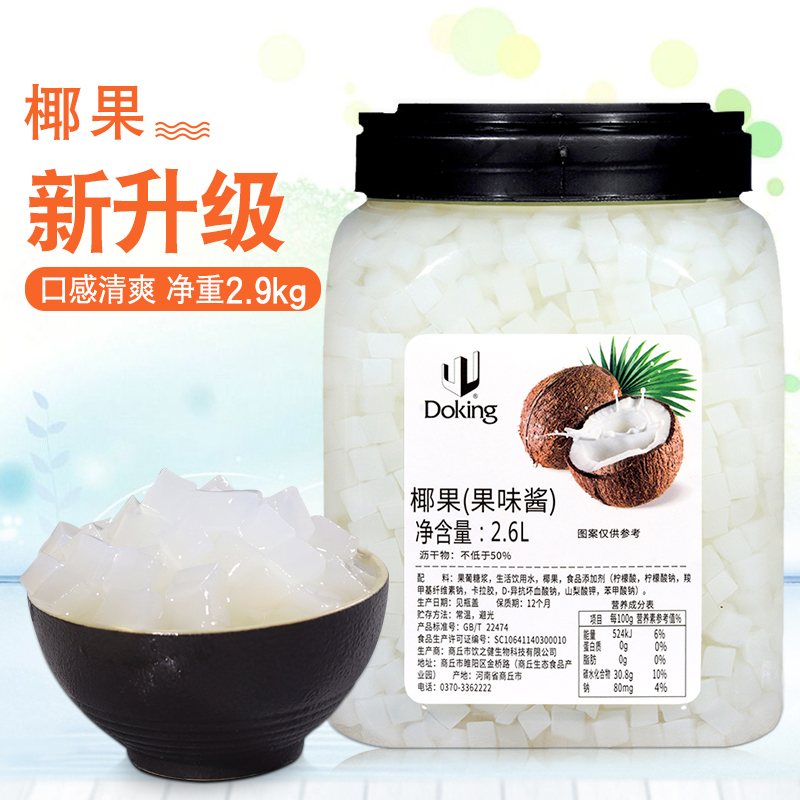 椰果
新升级
口感清爽 净重2.9kg
Doking
®
椰果(果味酱)
净含量：2.6L
图案仅供参考
沥干物：不低于50%
配 料：果葡糖浆，生活饮用水，椰果，食品添加剂（柠檬酸，柠檬酸钠，羧
甲基纤维素钠，卡拉胶，D-异抗坏血酸钠，山梨酸钾，苯甲酸钠）。
生产日期：见瓶盖 保质期：12个月
贮存方法：常温，避光
产品标准号：GB/T 22474
食品生产许可证编号：SC10641140300010
生产商：商丘市饮之健生物科技有限公司
地址：商丘市睢阳区金桥路（商丘生态食品产
业园） 产地：河南省商丘市
电话：0370-3362222
营养成分表
项目 每100g 营养素参考值%
能量 524kJ 6%
蛋白质 0g 0%
脂肪 0g 0%
碳水化合物 30.8g 10%
钠 80mg 4%